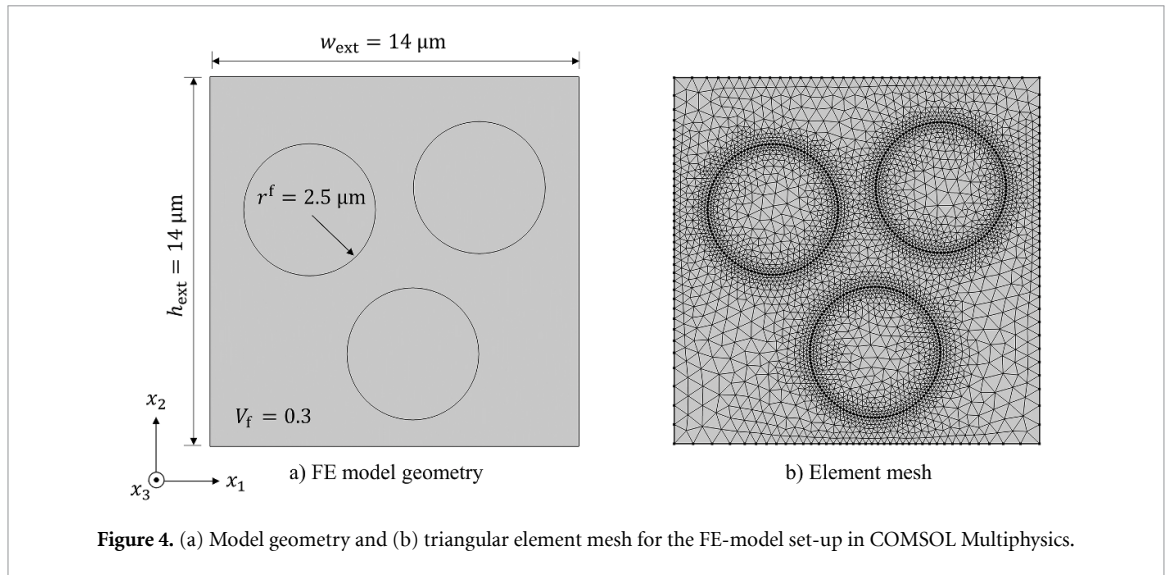 w_ext = 14 μm
h_ext = 14 μm
r^f = 2.5 μm
V_f = 0.3
x_2
x_3
x_1
a) FE model geometry
b) Element mesh
Figure 4. (a) Model geometry and (b) triangular element mesh for the FE-model set-up in COMSOL Multiphysics.